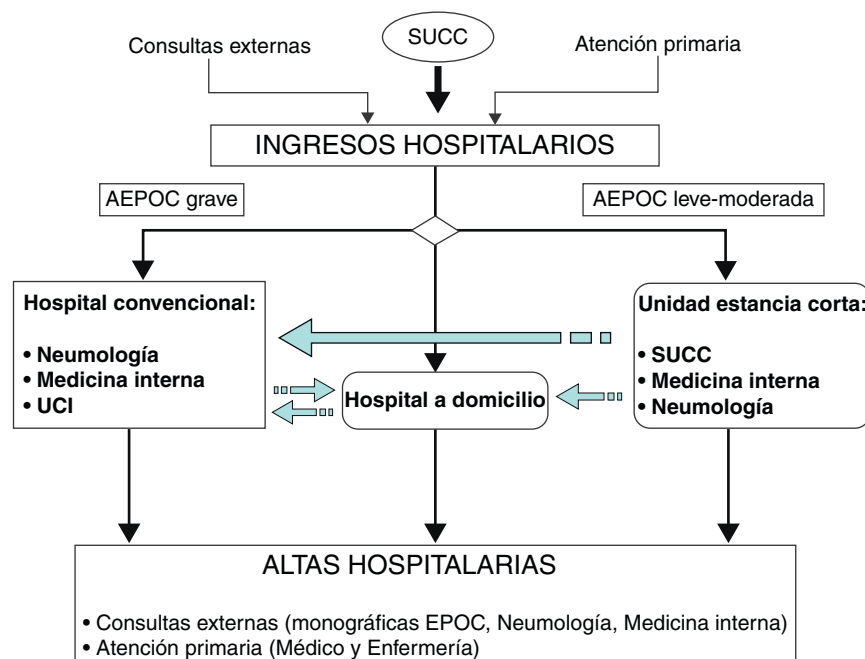 Consultas externas
SUCC
Atención primaria
INGRESOS HOSPITALARIOS
AEPOC grave
AEPOC leve-moderada
Hospital convencional:
• Neumología
• Medicina interna
• UCI
Hospital a domicilio
Unidad estancia corta:
• SUCC
• Medicina interna
• Neumología
ALTAS HOSPITALARIAS
• Consultas externas (monográficas EPOC, Neumología, Medicina interna)
• Atención primaria (Médico y Enfermería)